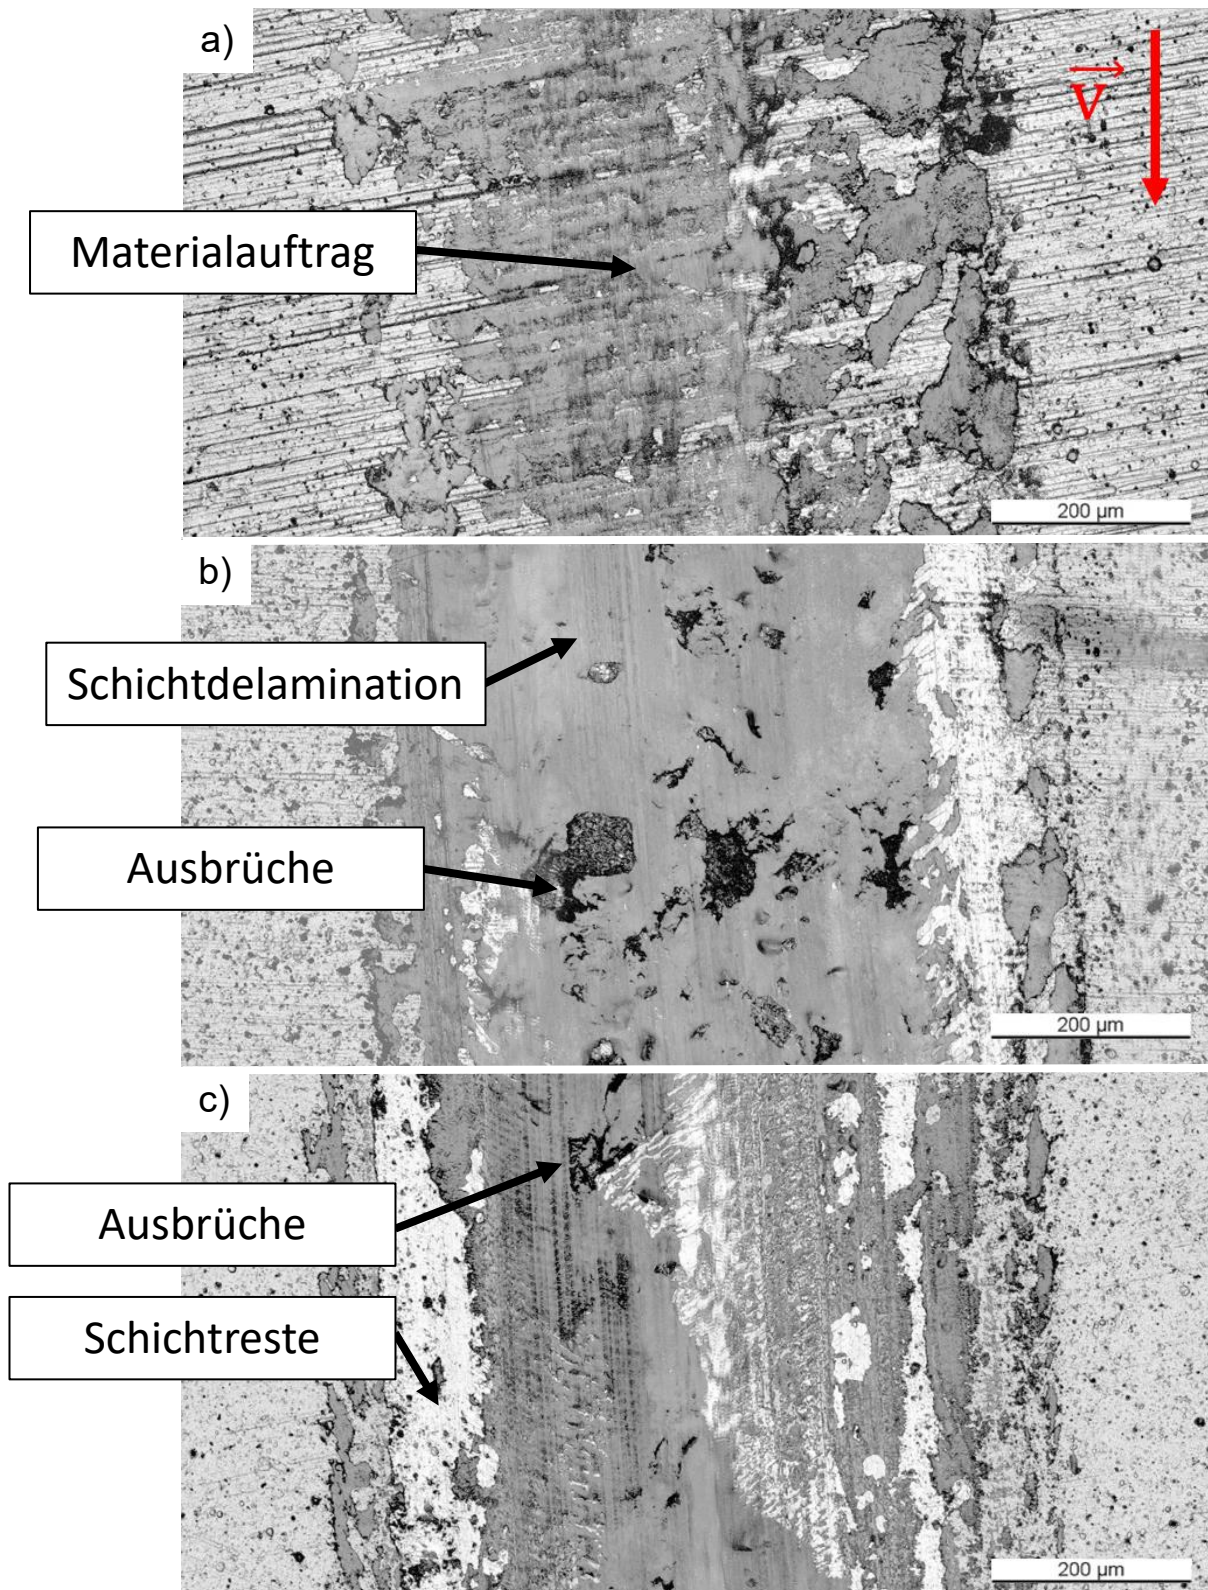 a)
V
Materialauftrag
200 µm
b)
Schichtdelamination
Ausbrüche
200 µm
c)
Ausbrüche
Schichtreste
200 µm